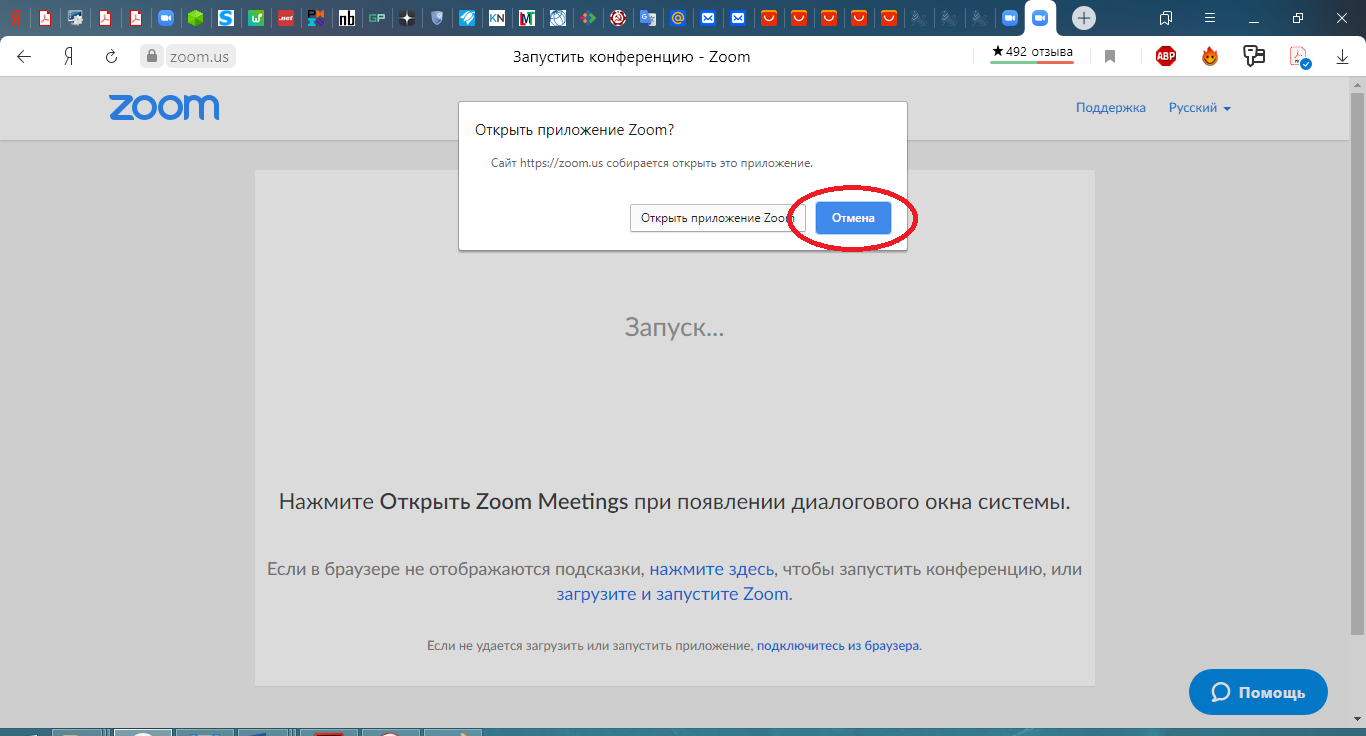 zoom.us
Запустить конференцию - Zoom
★492 отзыва
zoom
Поддержка
Русский
Открыть приложение Zoom?
Сайт https://zoom.us собирается открыть это приложение.
Открыть приложение Zoom
Отмена
Запуск...
Нажмите Открыть Zoom Meetings при появлении диалогового окна системы.
Если в браузере не отображаются подсказки, нажмите здесь, чтобы запустить конференцию, или
загрузите и запустите Zoom.
Если не удается загрузить или запустить приложение, подключитесь из браузера.
Помощь